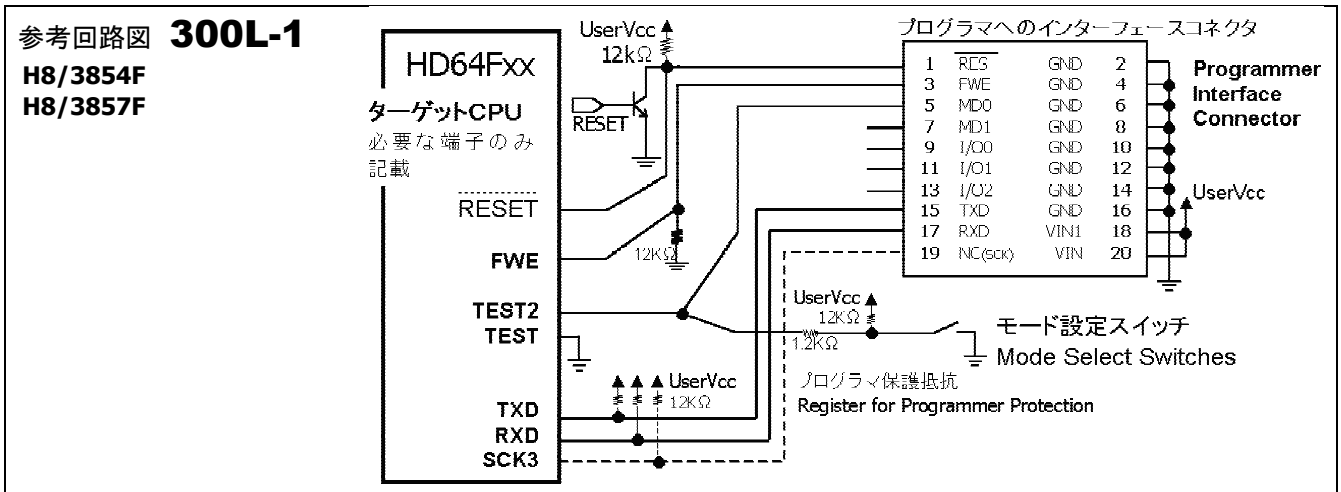 参考回路図 300L-1
H8/3854F
H8/3857F
HD64Fxx
ターゲットCPU
必要な端子のみ
記載
RESET
FWE
TEST2
TEST
TXD
RXD
SCK3
UserVcc
12kΩ
RESET
12KΩ
UserVcc
12KΩ
プログラマへのインターフェースコネクタ
1 RES GND 2
3 FWE GND 4
5 MD0 GND 6
7 MD1 GND 8
9 I/O0 GND 10
11 I/O1 GND 12
13 I/O2 GND 14
15 TXD GND 16
17 RXD VIN1 18
19 NC(SCK) VIN 20
Programmer
Interface
Connector
UserVcc
UserVcc
12KΩ
1.2KΩ
モード設定スイッチ
Mode Select Switches
プログラマ保護抵抗
Register for Programmer Protection